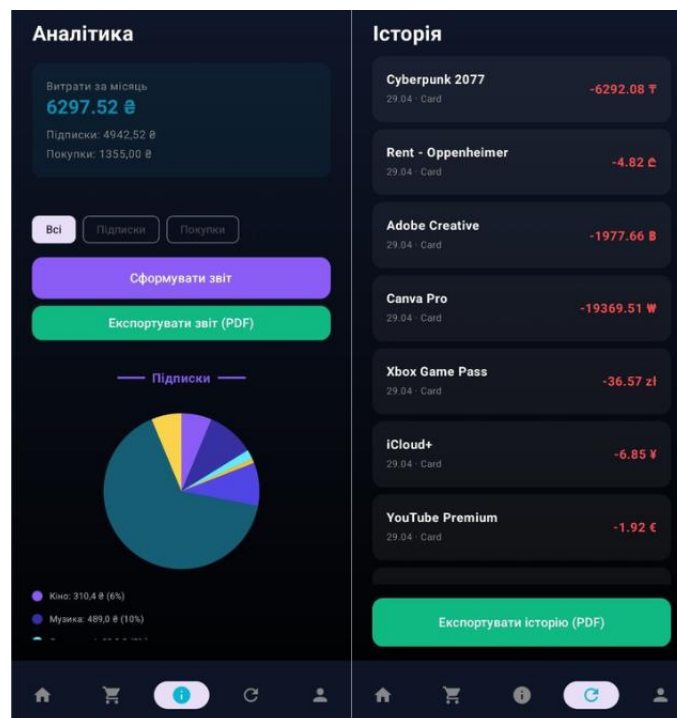 Аналітика
Витрати за місяць
6297.52 ₴
Підписки: 4942,52 ₴
Покупки: 1355,00 ₴
Всі
Підписки
Покупки
Сформувати звіт
Експортувати звіт (PDF)
Підписки
Кіно: 310,4 ₴ (6%)
Музика: 489,0 ₴ (10%)
Історія
Cyberpunk 2077
-6292.08 ₸
29.04 · Card
Rent - Oppenheimer
-4.82 ₾
29.04 · Card
Adobe Creative
-1977.66 ฿
29.04 · Card
Canva Pro
-19369.51 ₩
29.04 · Card
Xbox Game Pass
-36.57 zł
29.04 · Card
iCloud+
-6.85 ¥
29.04 · Card
YouTube Premium
-1.92 €
29.04 · Card
Експортувати історію (PDF)